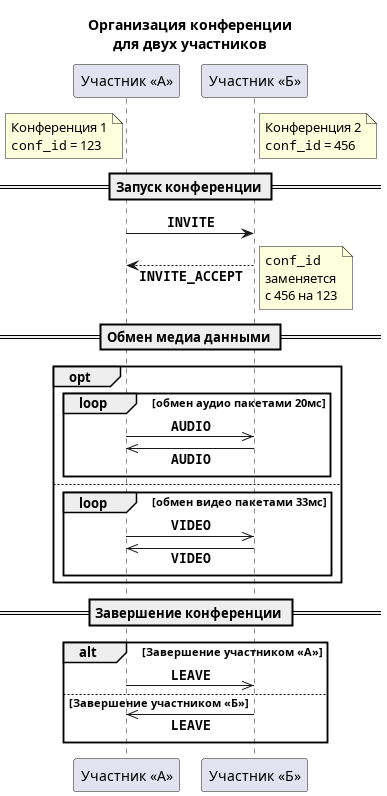 Организация конференции
для двух участников
Участник «А»
Участник «Б»
Конференция 1
conf_id = 123
Конференция 2
conf_id = 456
Запуск конференции
INVITE
INVITE_ACCEPT
conf_id
заменяется
с 456 на 123
Обмен медиа данными
opt
loop [обмен аудио пакетами 20мс]
AUDIO
AUDIO
loop [обмен видео пакетами 33мс]
VIDEO
VIDEO
Завершение конференции
alt [Завершение участником «А»]
LEAVE
[Завершение участником «Б»]
LEAVE
Участник «А»
Участник «Б»